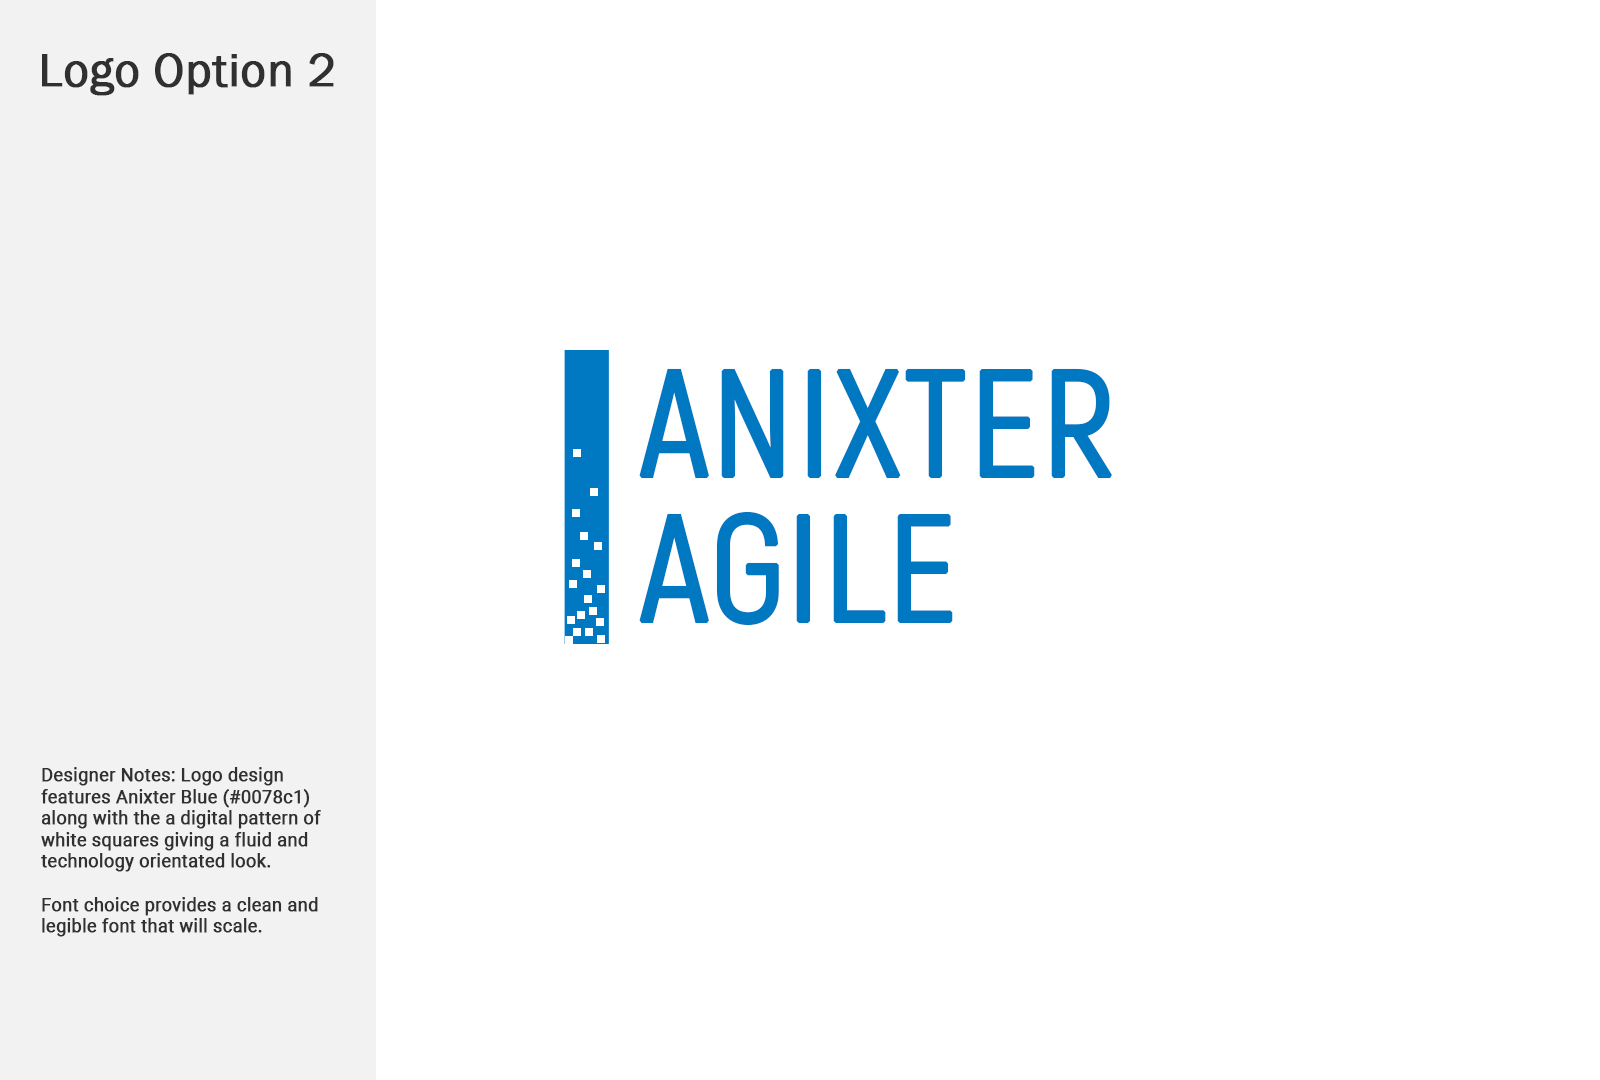 Logo Option 2
ANIXTER
AGILE
Designer Notes: Logo design
features Anixter Blue (#0078c1)
along with the a digital pattern of
white squares giving a fluid and
technology orientated look.
Font choice provides a clean and
legible font that will scale.